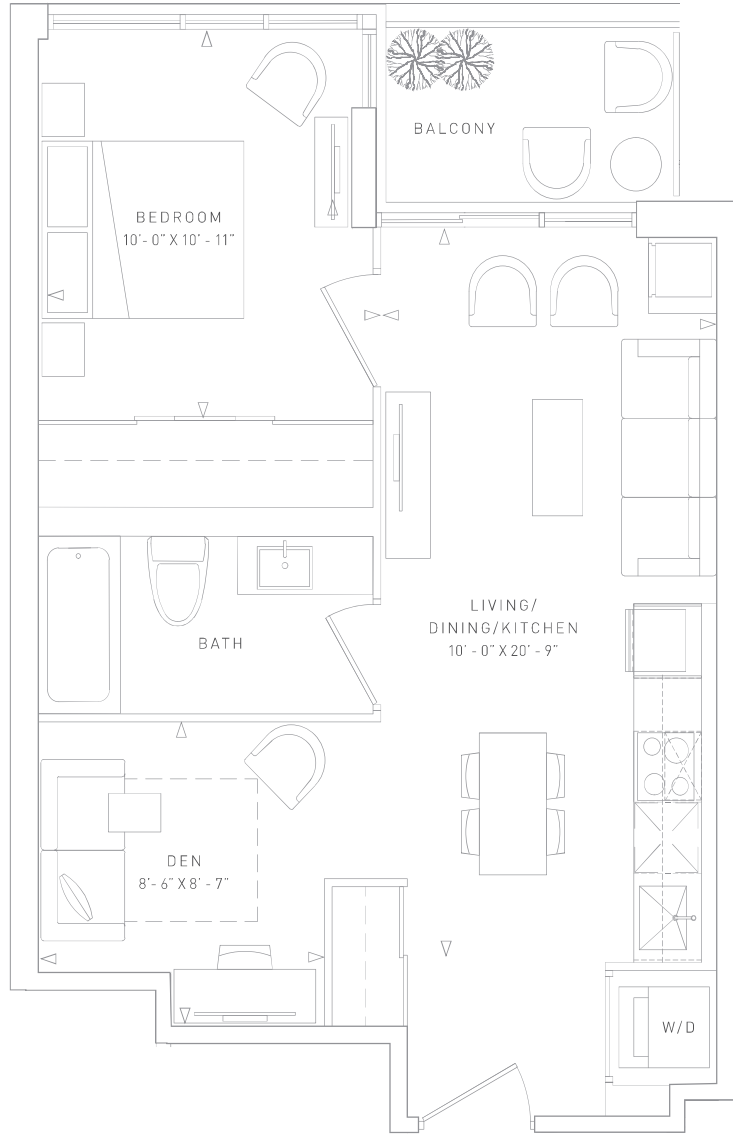 BALCONY
BEDROOM
10'-0" X 10' - 11"
LIVING/
DINING/KITCHEN
10' - 0" X 20' - 9"
BATH
DEN
8'- 6" X 8' - 7"
W/D